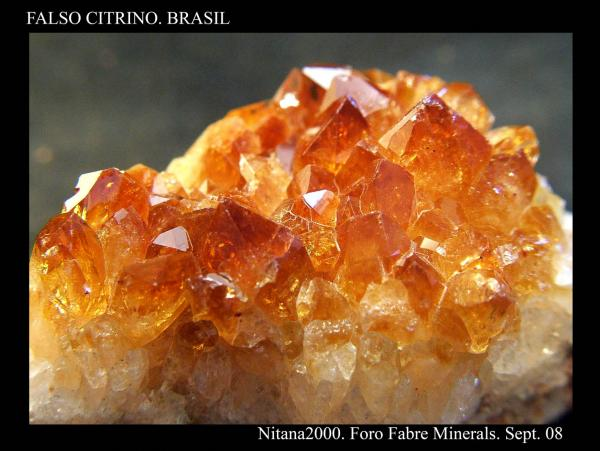 FALSO CITRINO. BRASIL
Nitana2000. Foro Fabre Minerals. Sept. 08